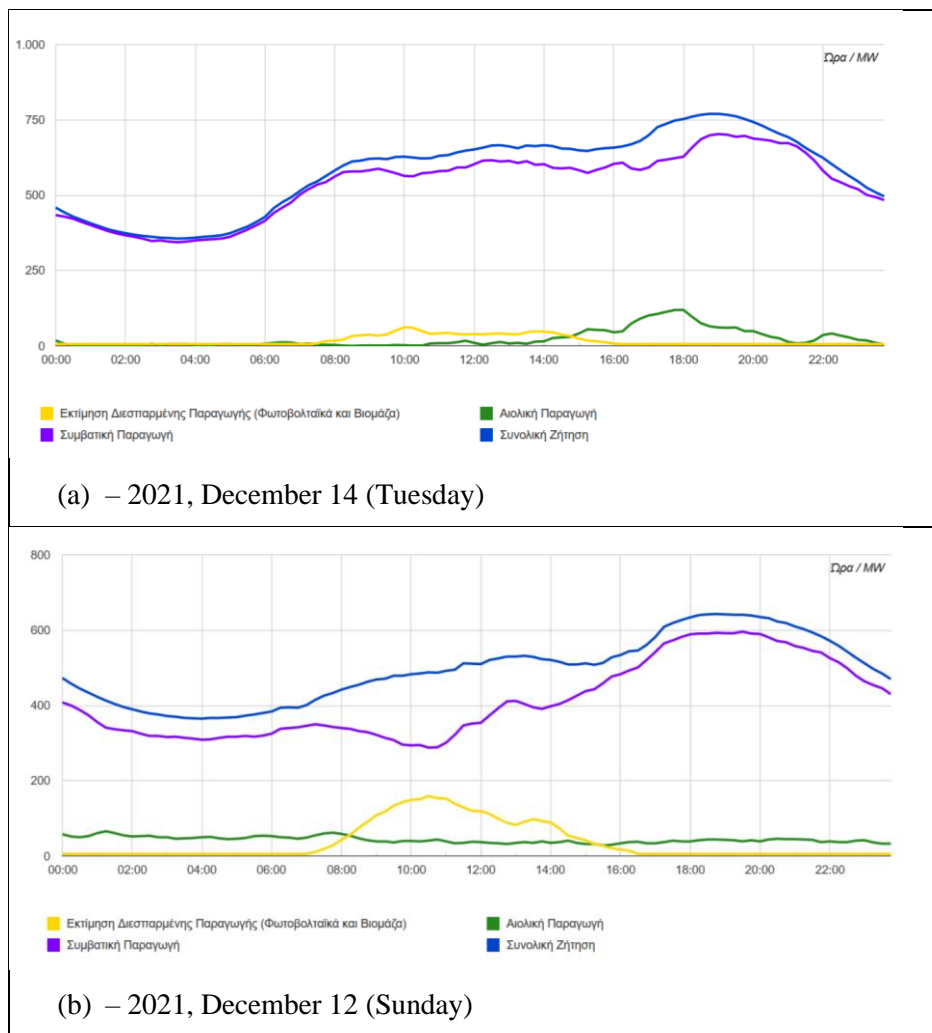 1.000
Ώρα / MW
750
500
250
0
00:00 02:00 04:00 06:00 08:00 10:00 12:00 14:00 16:00 18:00 20:00 22:00
Εκτίμηση Διεσπαρμένης Παραγωγής (Φωτοβολταϊκά και Βιομάζα) Αιολική Παραγωγή
Συμβατική Παραγωγή Συνολική Ζήτηση
(a) – 2021, December 14 (Tuesday)
800
Ώρα / MW
600
400
200
0
00:00 02:00 04:00 06:00 08:00 10:00 12:00 14:00 16:00 18:00 20:00 22:00
Εκτίμηση Διεσπαρμένης Παραγωγής (Φωτοβολταϊκά και Βιομάζα) Αιολική Παραγωγή
Συμβατική Παραγωγή Συνολική Ζήτηση
(b) – 2021, December 12 (Sunday)